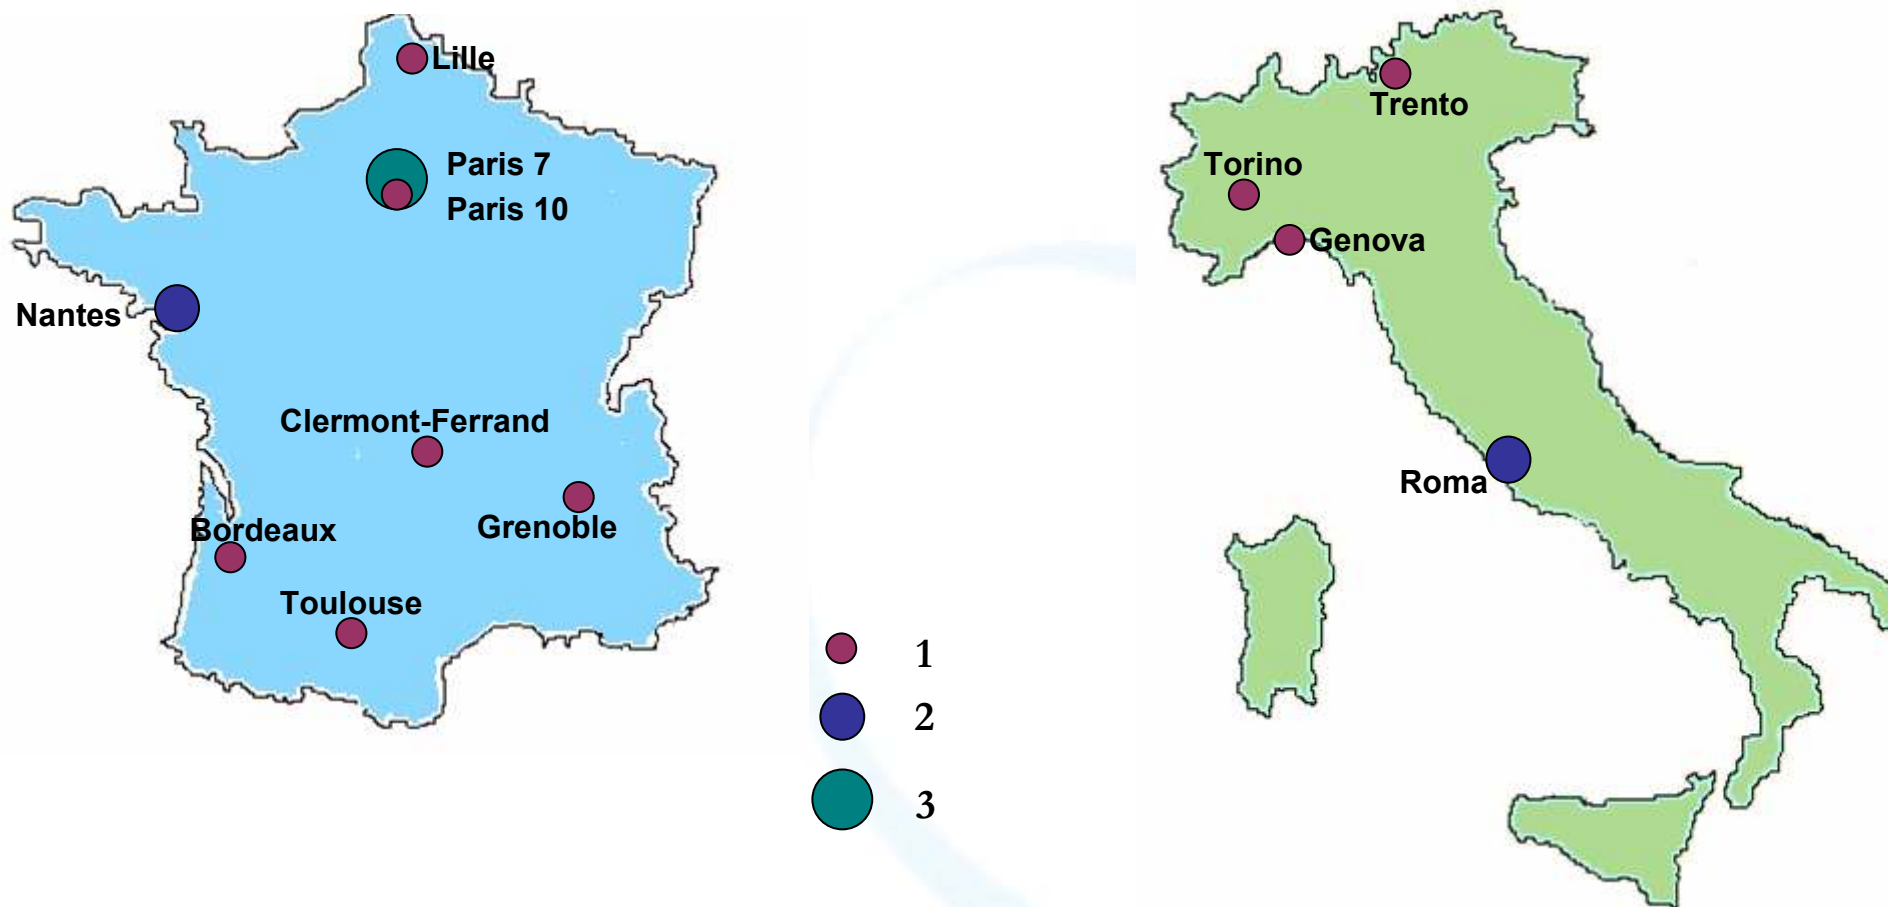 Lille
Paris 7
Paris 10
Nantes
Clermont-Ferrand
Grenoble
Bordeaux
Toulouse
1
2
3
Trento
Torino
Genova
Roma